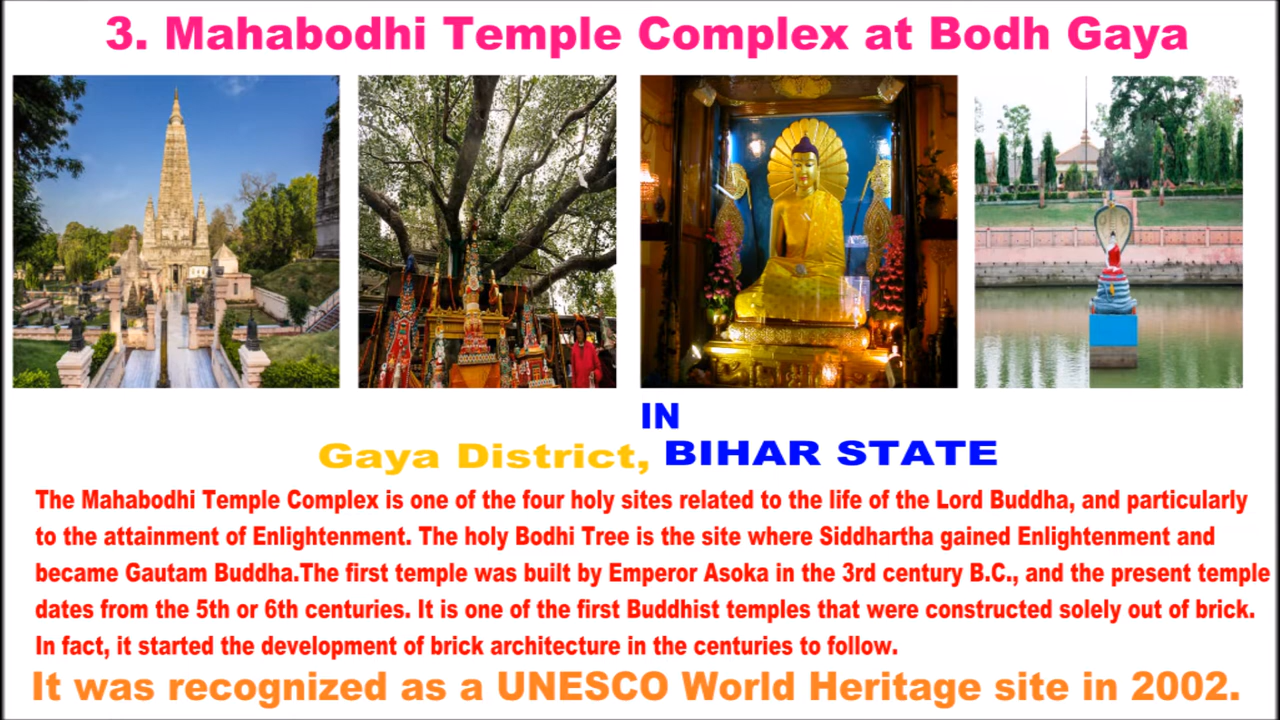 3. Mahabodhi Temple Complex at Bodh Gaya
IN
Gaya District, BIHAR STATE
The Mahabodhi Temple Complex is one of the four holy sites related to the life of the Lord Buddha, and particularly
to the attainment of Enlightenment. The holy Bodhi Tree is the site where Siddhartha gained Enlightenment and
became Gautam Buddha.The first temple was built by Emperor Asoka in the 3rd century B.C., and the present temple
dates from the 5th or 6th centuries. It is one of the first Buddhist temples that were constructed solely out of brick.
In fact, it started the development of brick architecture in the centuries to follow.
It was recognized as a UNESCO World Heritage site in 2002.